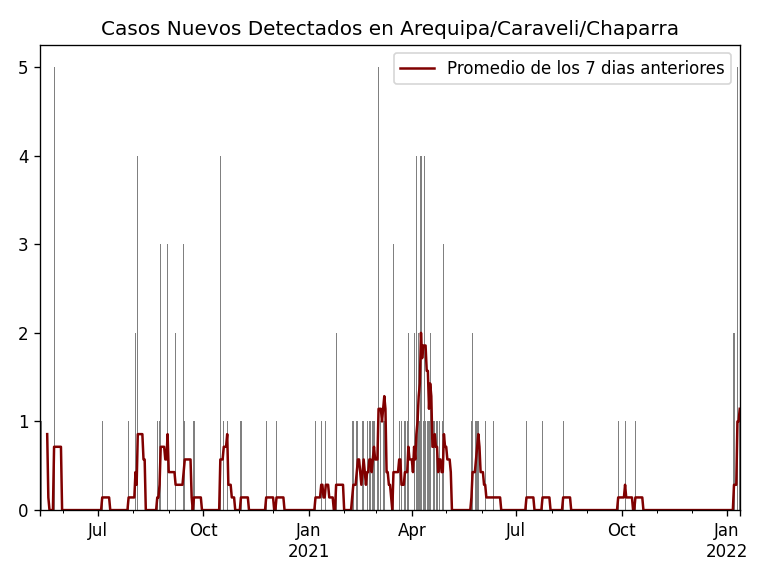 Casos Nuevos Detectados en Arequipa/Caraveli/Chaparra
Promedio de los 7 dias anteriores
5
4
3
2
1
0
Jul
Oct
Jan
2021
Apr
Jul
Oct
Jan
2022